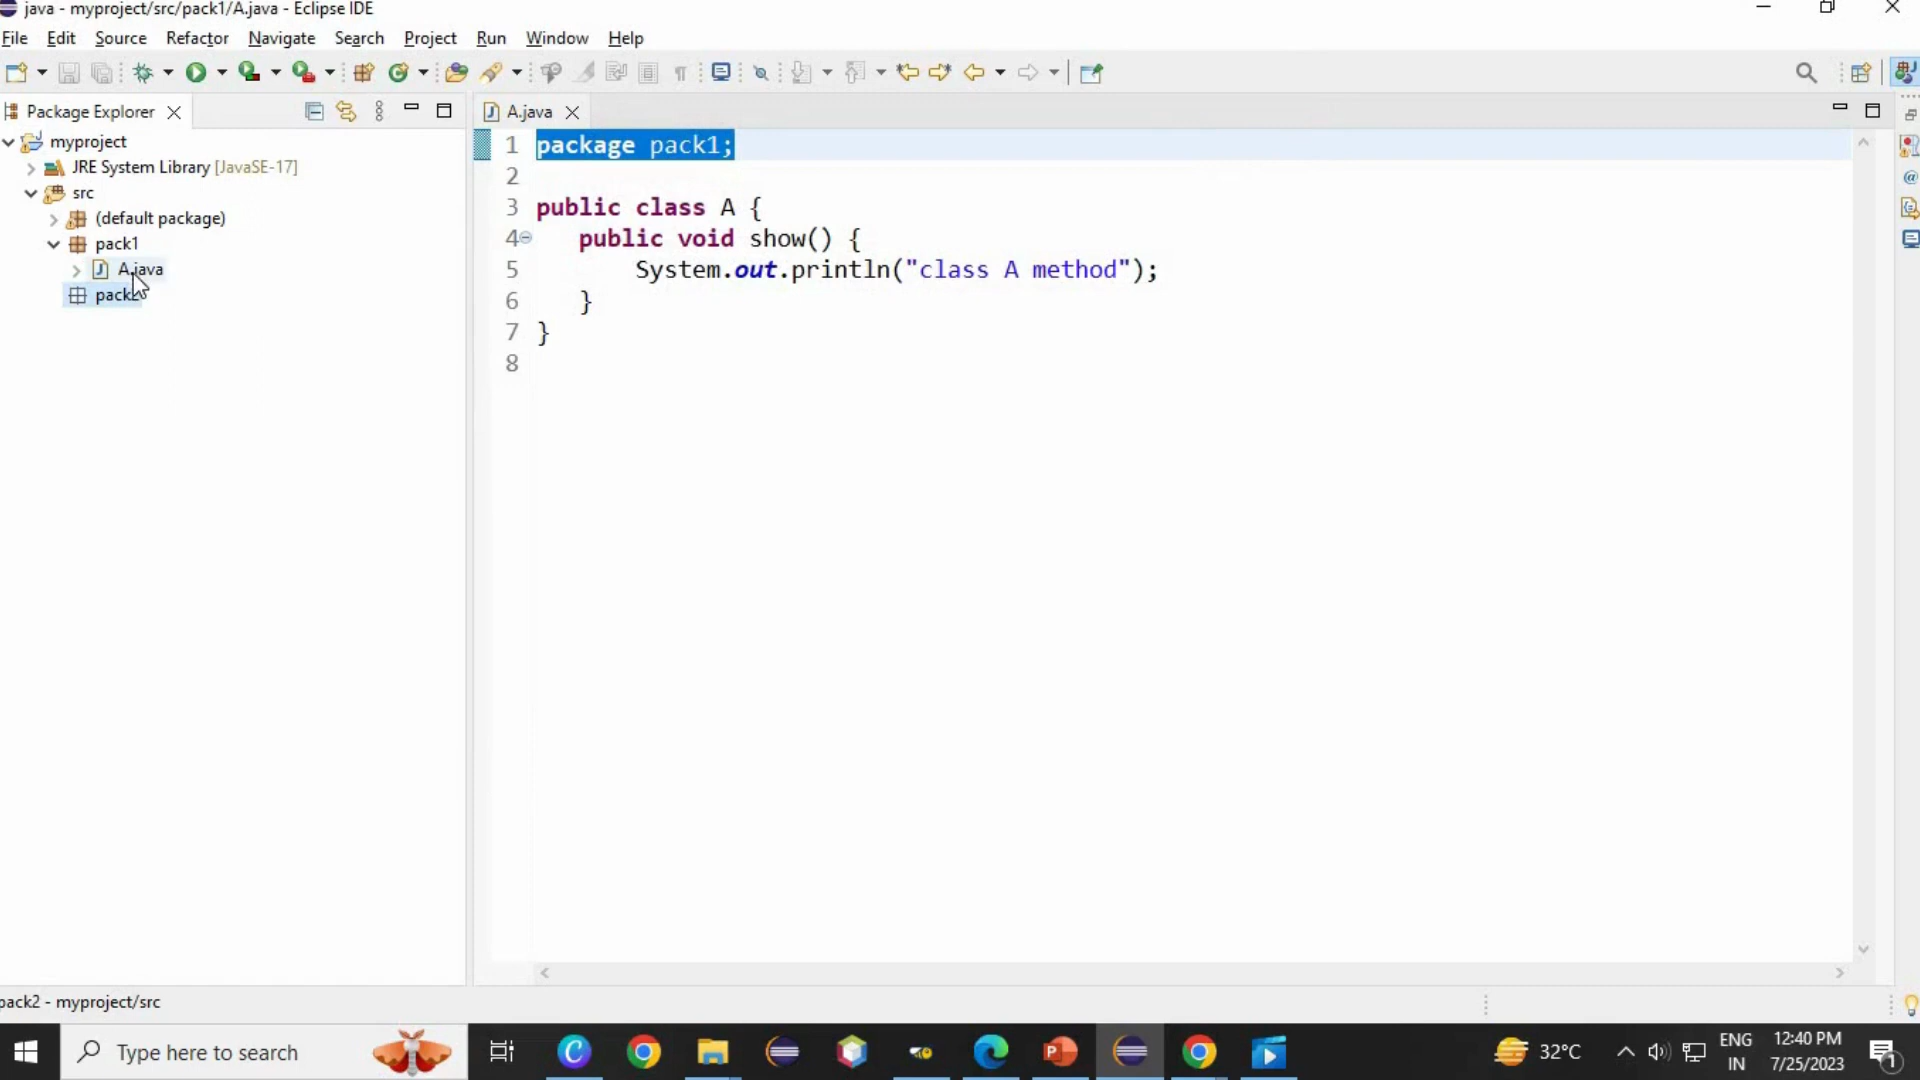 java - myproject/src/pack1/A.java - Eclipse IDE
File Edit Source Refactor Navigate Search Project Run Window Help
Package Explorer
A.java
myproject
JRE System Library [JavaSE-17]
src
(default package)
pack1
A.java
pack2
1 package pack1;
2
3 public class A {
4 public void show() {
5 System.out.println("class A method");
6 }
7 }
8
pack2 - myproject/src
Type here to search
32°C
ENG
IN
12:40 PM
7/25/2023
1